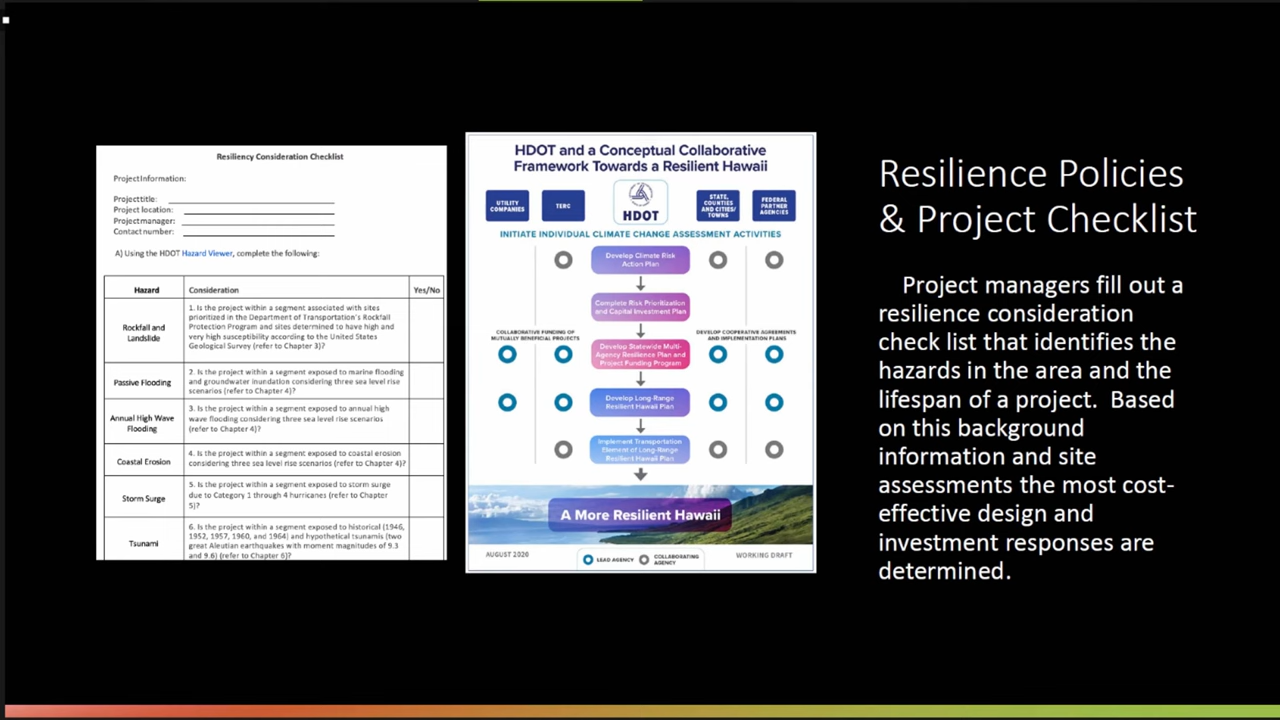 Resiliency Consideration Checklist
Project Information:
Project title:
Project location:
Project manager:
Contact number:
A) Using the HDOT Hazard Viewer, complete the following:
Hazard
Consideration
Yes/No
Rockfall and
Landslide
1. Is the project within a segment associated with sites
prioritized in the Department of Transportation's Rockfall
Protection Program and sites determined to have high and
very high susceptibility according to the United States
Geological Survey (refer to Chapter 3)?
Passive Flooding
2. Is the project within a segment exposed to marine flooding
and groundwater inundation considering three sea level rise
scenarios (refer to Chapter 4)?
Annual High Wave
Flooding
3. Is the project within a segment exposed to annual high
wave flooding considering three sea level rise scenarios
(refer to Chapter 4)?
Coastal Erosion
4. Is the project within a segment exposed to coastal erosion
considering three sea level rise scenarios (refer to Chapter 4)?
Storm Surge
5. Is the project within a segment exposed to storm surge
due to Category 1 through 4 hurricanes (refer to Chapter
5)?
Tsunami
6. Is the project within a segment exposed to historical (1946,
1952, 1957, 1960, and 1964) and hypothetical tsunamis (two
great Aleutian earthquakes with moment magnitudes of 9.3
and 9.6) (refer to Chapter 6)?
HDOT and a Conceptual Collaborative
Framework Towards a Resilient Hawaii
UTILITY
COMPANIES
TERC
HDOT
STATE,
COUNTIES
AND CITIES/
TOWNS
FEDERAL
PARTNER
AGENCIES
INITIATE INDIVIDUAL CLIMATE CHANGE ASSESSMENT ACTIVITIES
Develop Climate Risk
Action Plan
Complete Risk Prioritization
and Capital Investment Plan
COLLABORATIVE FUNDING OF
MUTUALLY BENEFICIAL PROJECTS
DEVELOP COOPERATIVE AGREEMENTS
AND IMPLEMENTATION PLANS
Develop Statewide Multi-
Agency Resilience Plan and
Project Funding Program
Develop Long-Range
Resilient Hawaii Plan
Implement Transportation
Element of Long-Range
Resilient Hawaii Plan
A More Resilient Hawaii
AUGUST 2020
LEAD AGENCY
COLLABORATING
AGENCY
WORKING DRAFT
Resilience Policies
& Project Checklist
Project managers fill out a
resilience consideration
check list that identifies the
hazards in the area and the
lifespan of a project. Based
on this background
information and site
assessments the most cost-
effective design and
investment responses are
determined.